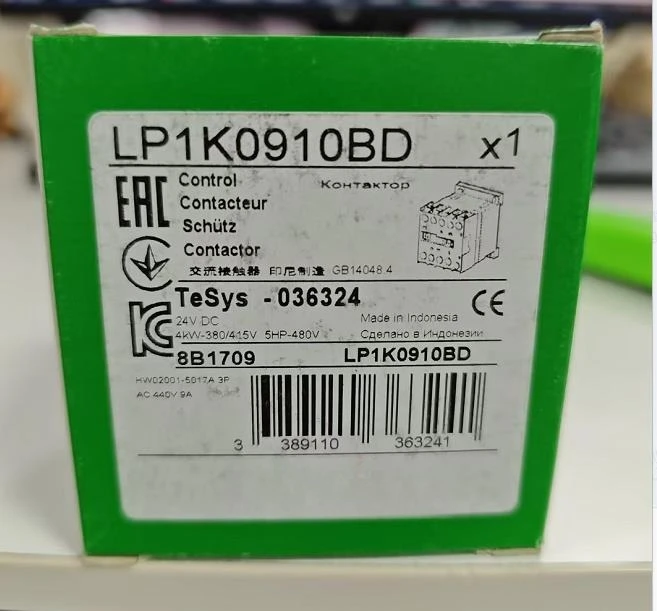 LP1K0910BD x1
EAC
Control Контактор
Contacteur
Schütz
Contactor
交流接触器 印尼制造 GB14048.4
TeSys - 036324
CE
24V DC Made in Indonesia
4KW-380/415V 5HP-480V Сделано в Индонезии
8B1709 LP1K0910BD
HW02001-5017A 3P
AC 440V 9A
3 389110 363241